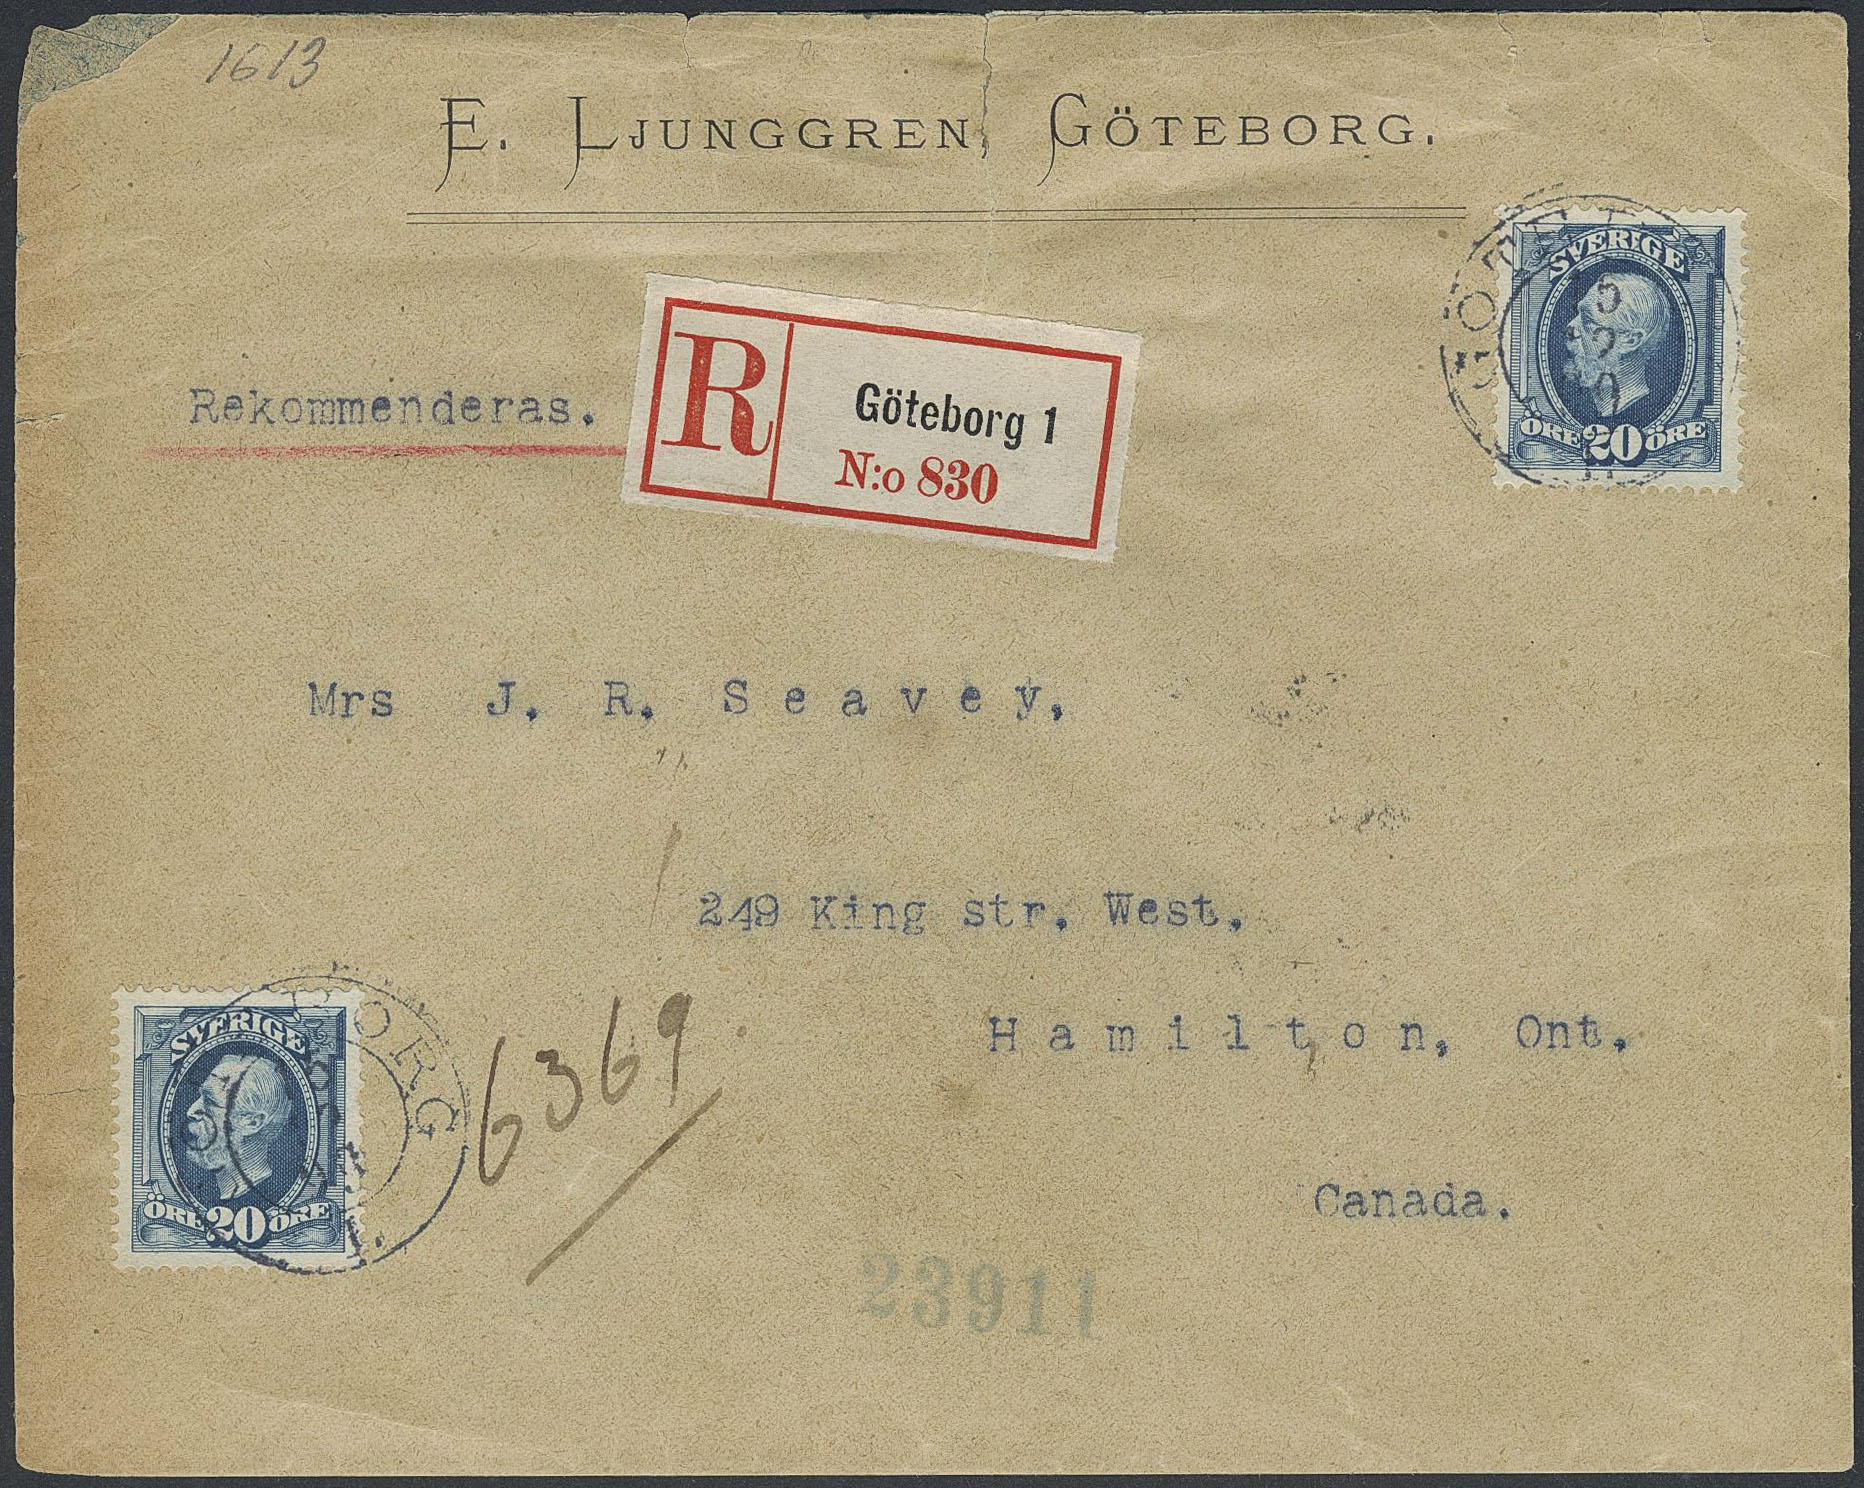 1613
E. LJUNGGREN, GÖTEBORG.
SVERIGE
ÖRE 20 ÖRE
R
Göteborg 1
N:o 830
Rekommenderas.
Mrs J. R. Seavey,
249 King str. West.
Hamilton, Ont.
Canada.
SVERIGE
ÖRE 20 ÖRE
BORG
6369
23911